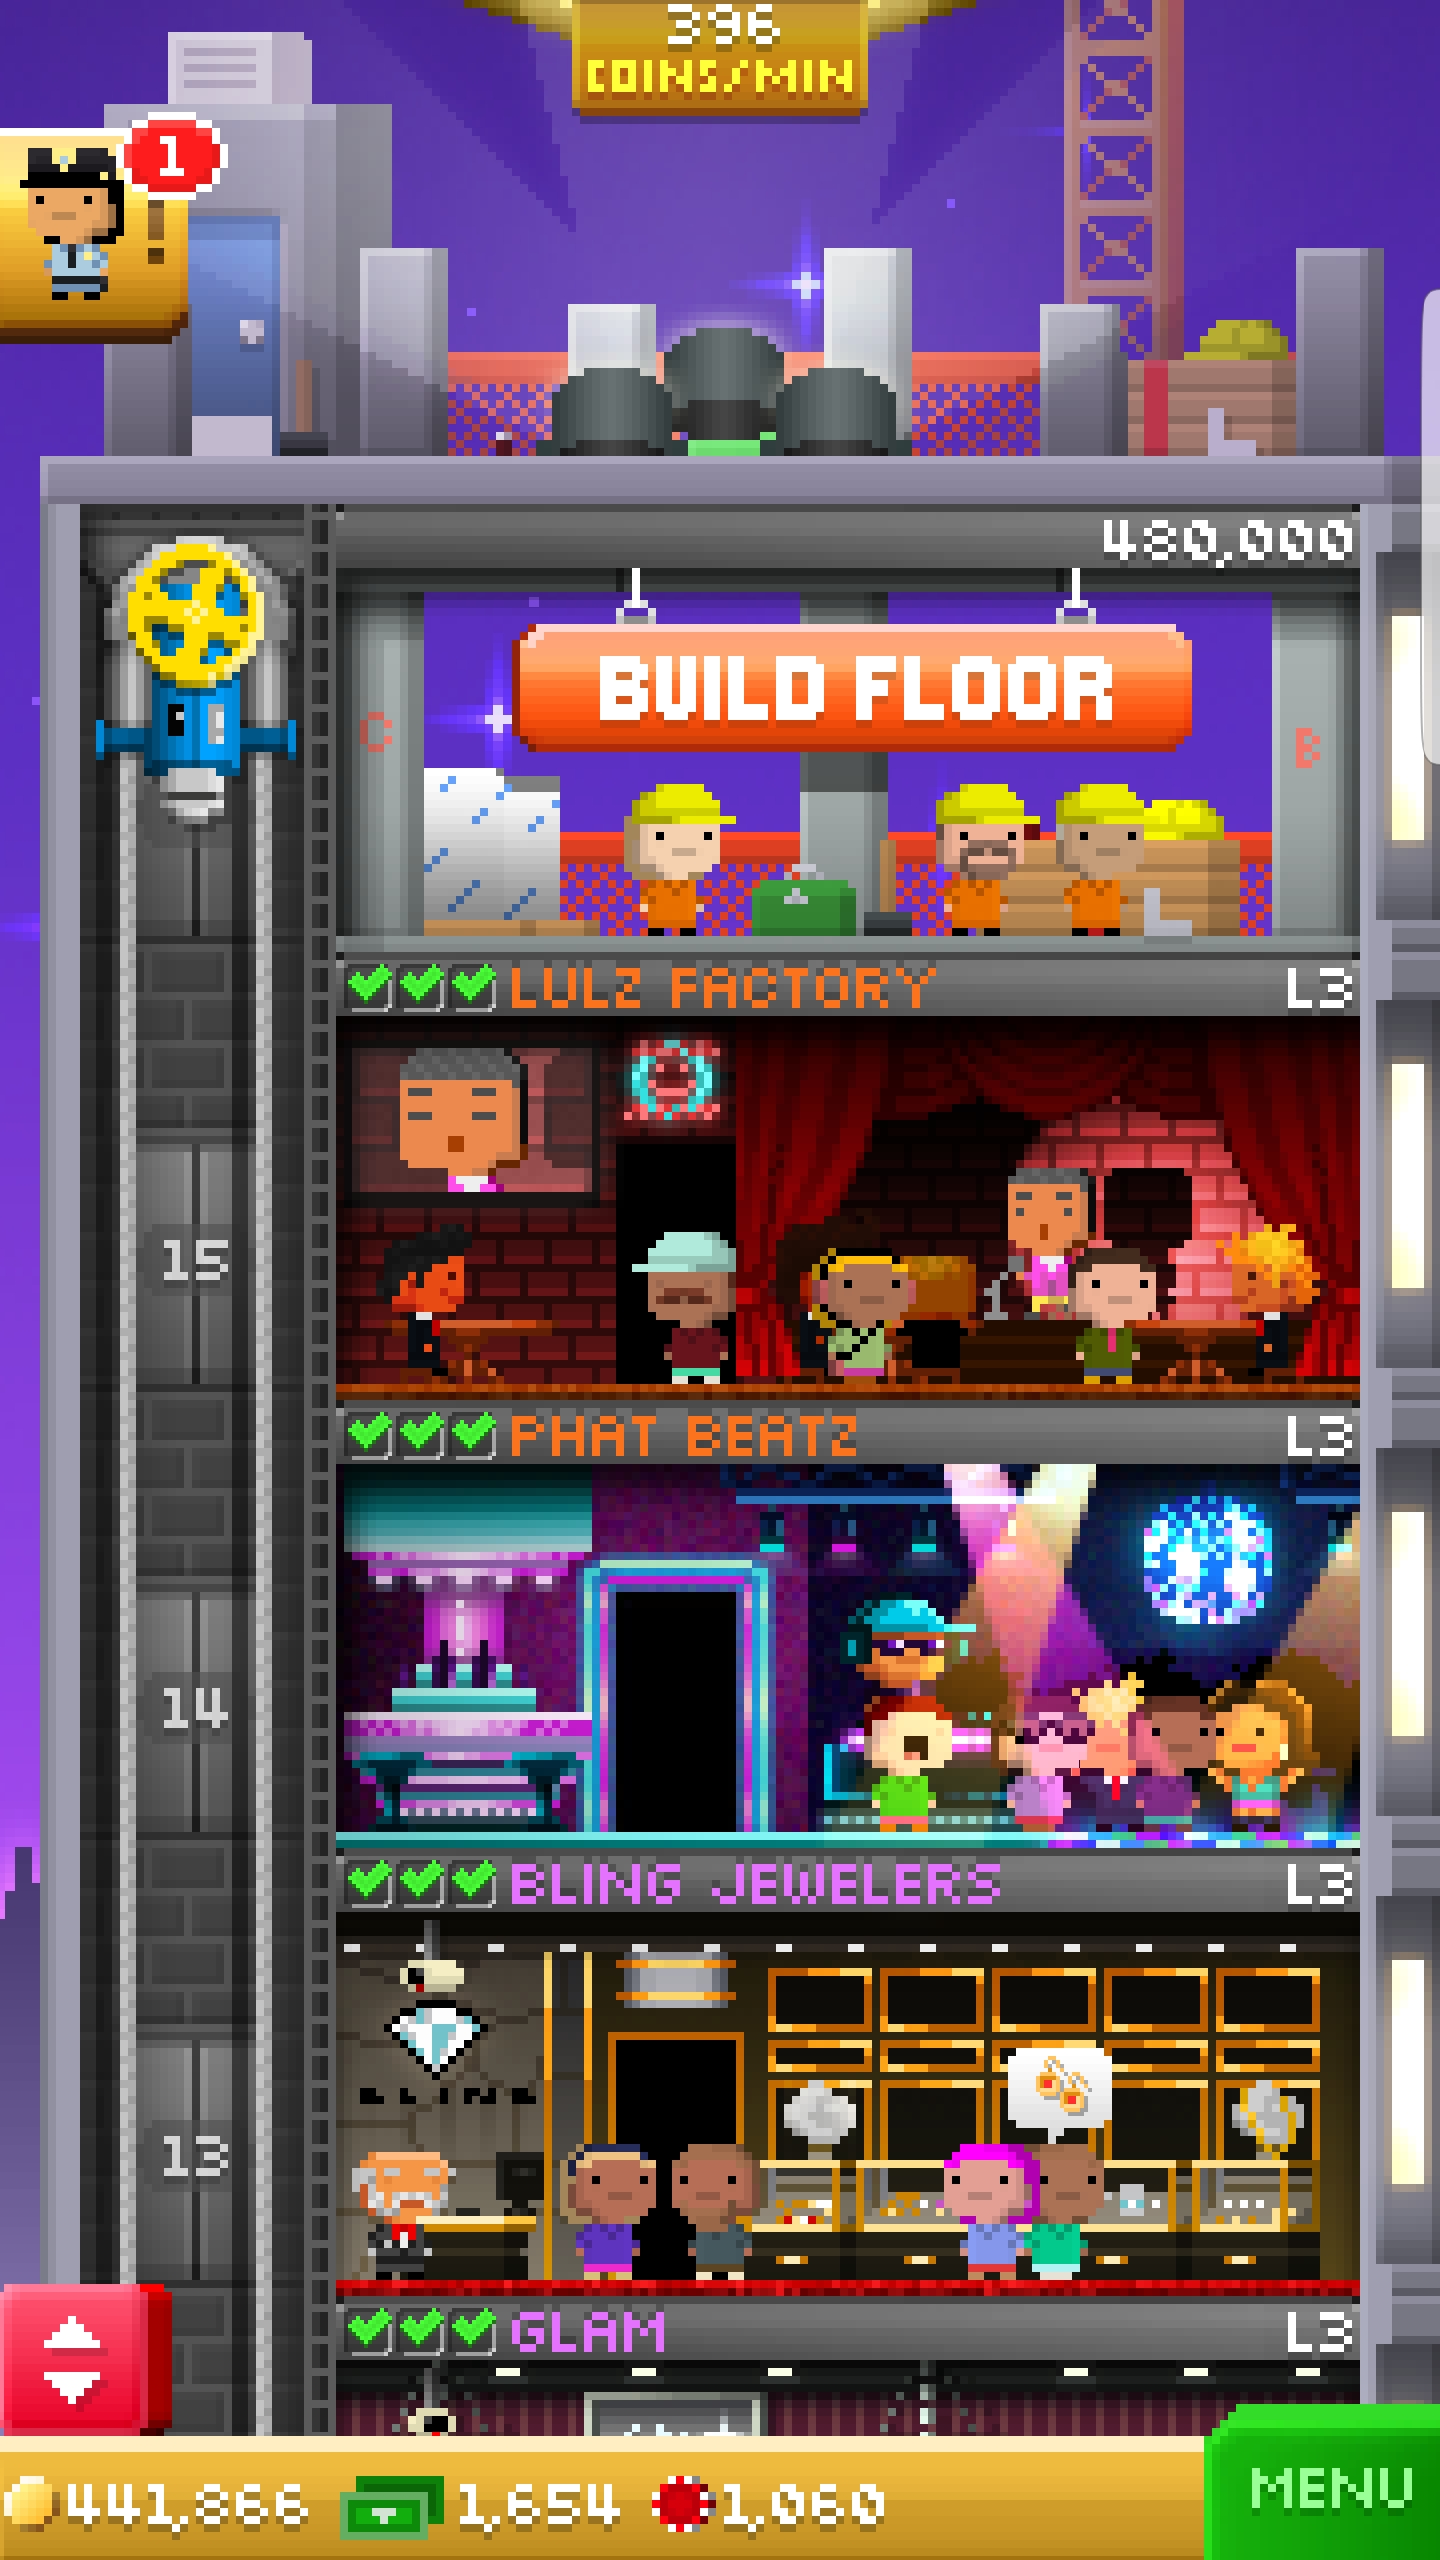 396
COINS/MIN
1
!
480,000
BUILD FLOOR
C
B
LULZ FACTORY L3
15
PHAT BEATZ L3
14
BLING JEWELERS L3
BLING
13
GLAM L3
441,866 1,654 1,060
MENU